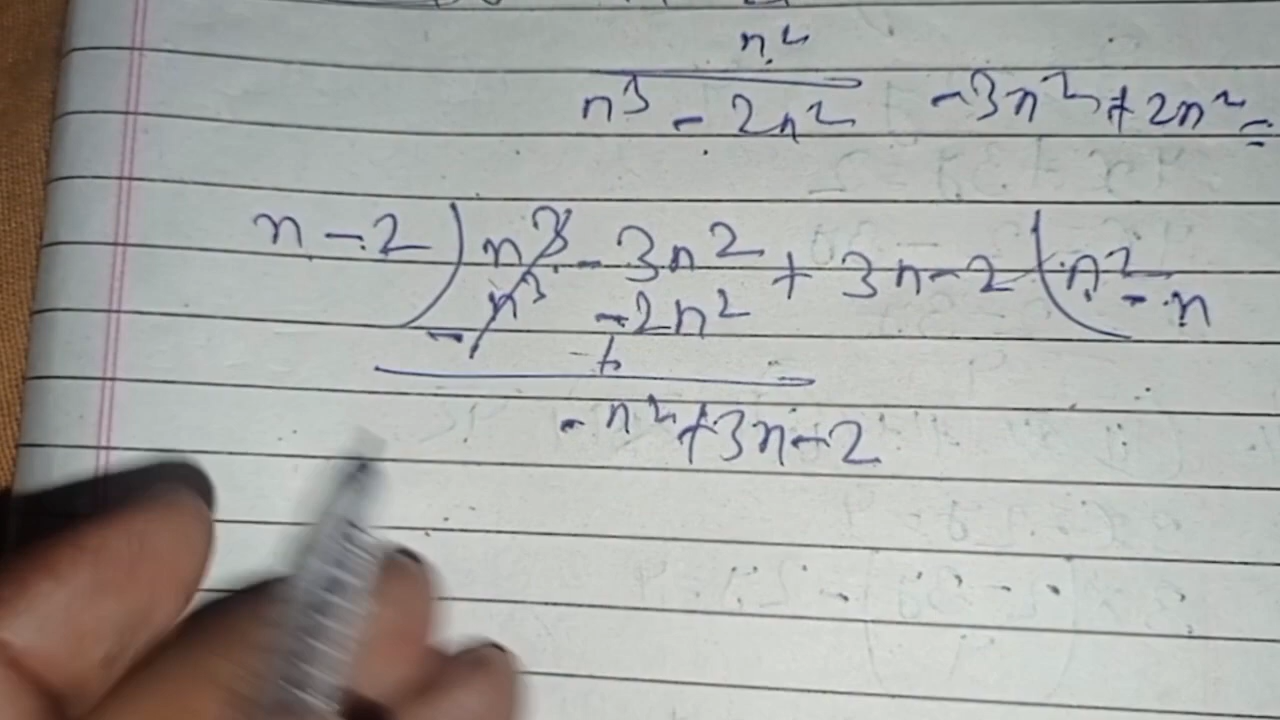 n²
n³ - 2n² -3n² + 2n² =
n - 2 ) n³ - 3n² + 3n - 2 ( n² - n
- n³ - 2n²
+
- n² + 3n - 2